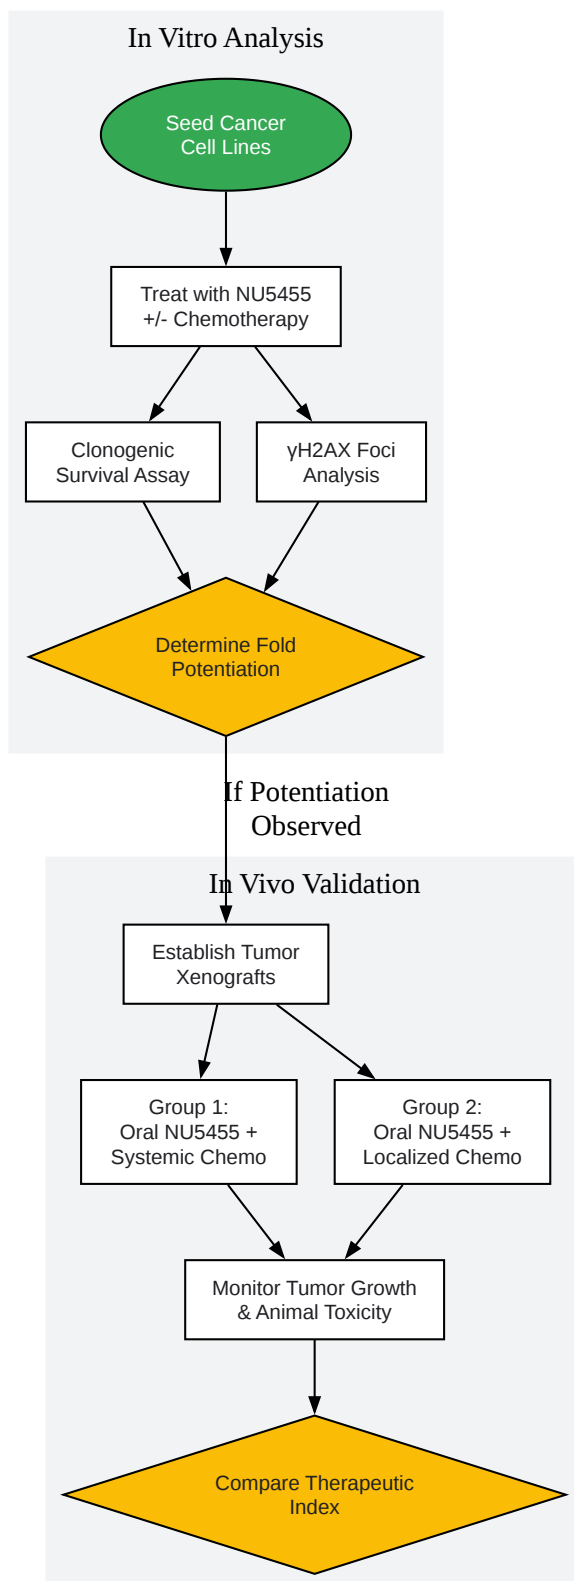 In Vitro Analysis
Seed Cancer
Cell Lines
Treat with NU5455
+/- Chemotherapy
Clonogenic
Survival Assay
γH2AX Foci
Analysis
Determine Fold
Potentiation
If Potentiation
Observed
In Vivo Validation
Establish Tumor
Xenografts
Group 1:
Oral NU5455 +
Systemic Chemo
Group 2:
Oral NU5455 +
Localized Chemo
Monitor Tumor Growth
& Animal Toxicity
Compare Therapeutic
Index